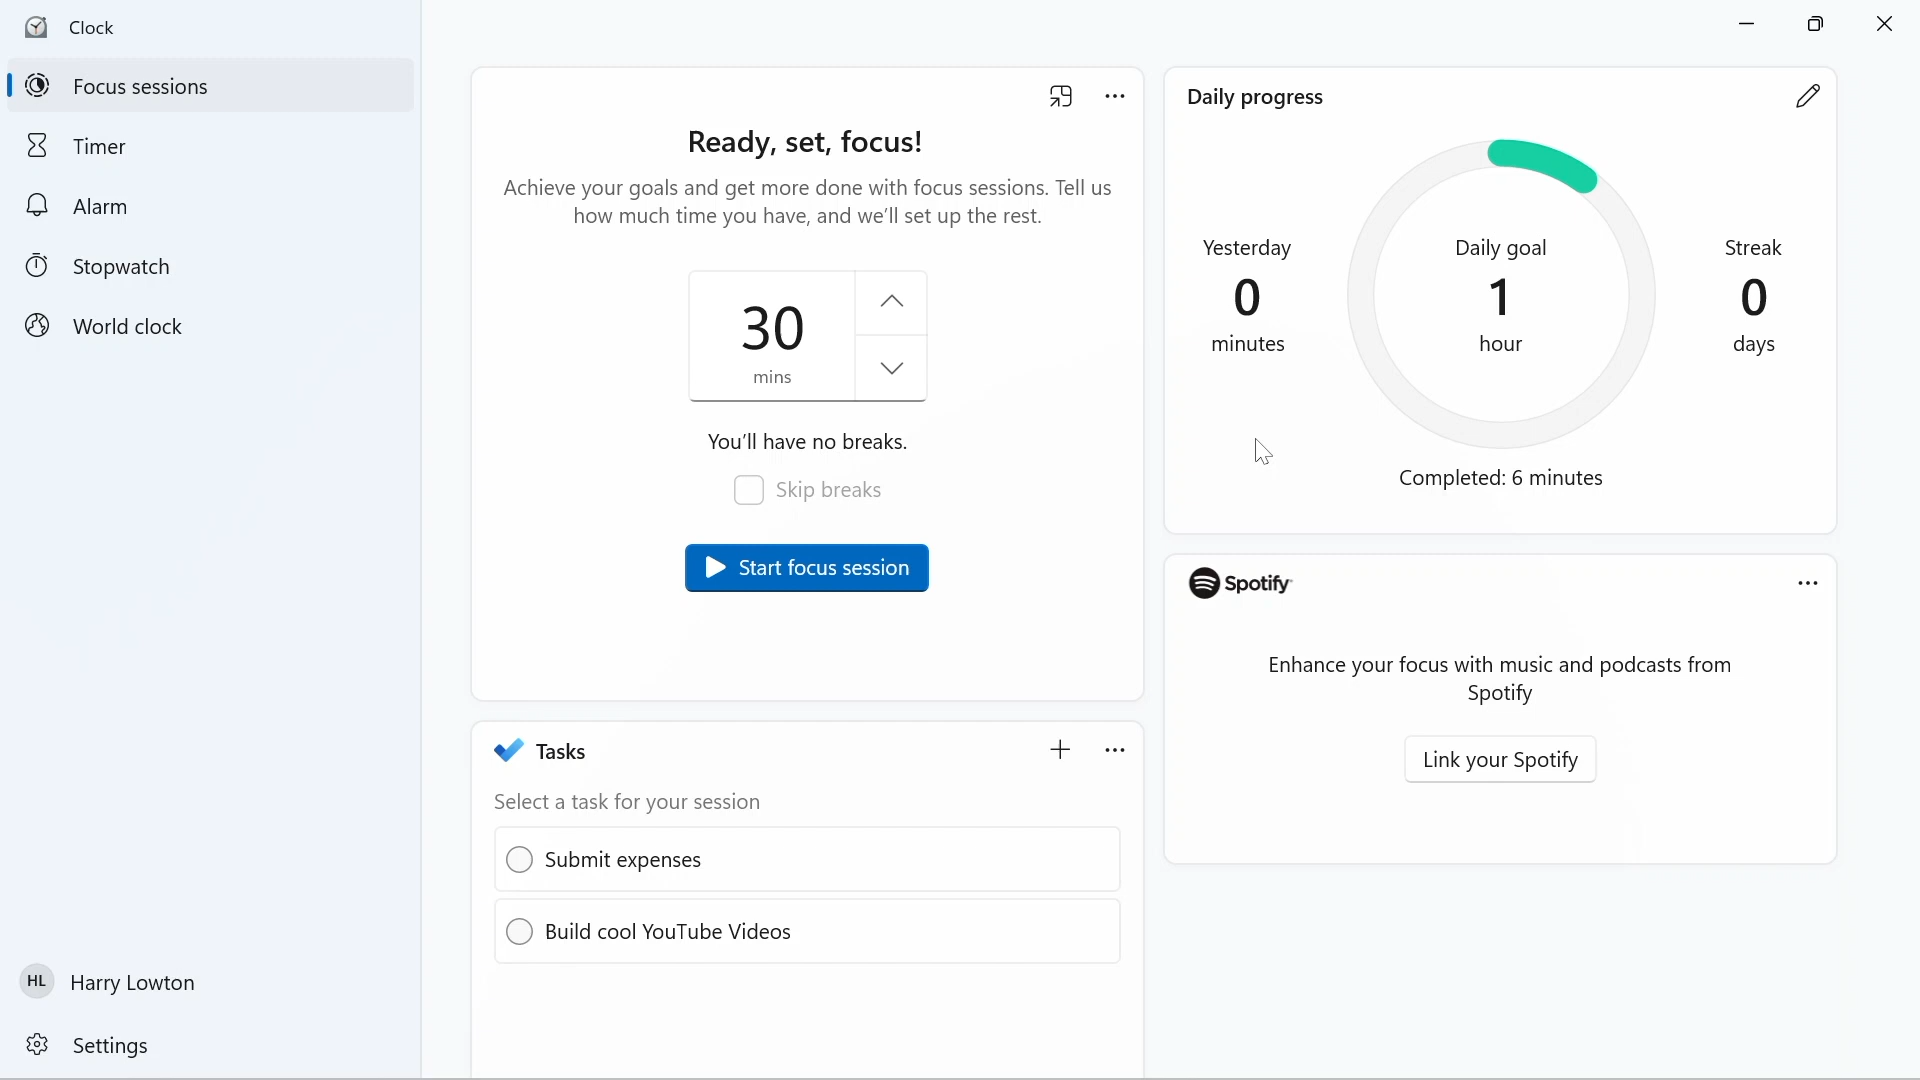 Clock
Focus sessions
Timer
Alarm
Stopwatch
World clock
HL Harry Lowton
Settings
Ready, set, focus!
Achieve your goals and get more done with focus sessions. Tell us
how much time you have, and we'll set up the rest.
30
mins
You'll have no breaks.
Skip breaks
Start focus session
Tasks
Select a task for your session
Submit expenses
Build cool YouTube Videos
Daily progress
Yesterday
0
minutes
Daily goal
1
hour
Streak
0
days
Completed: 6 minutes
Spotify
Enhance your focus with music and podcasts from
Spotify
Link your Spotify